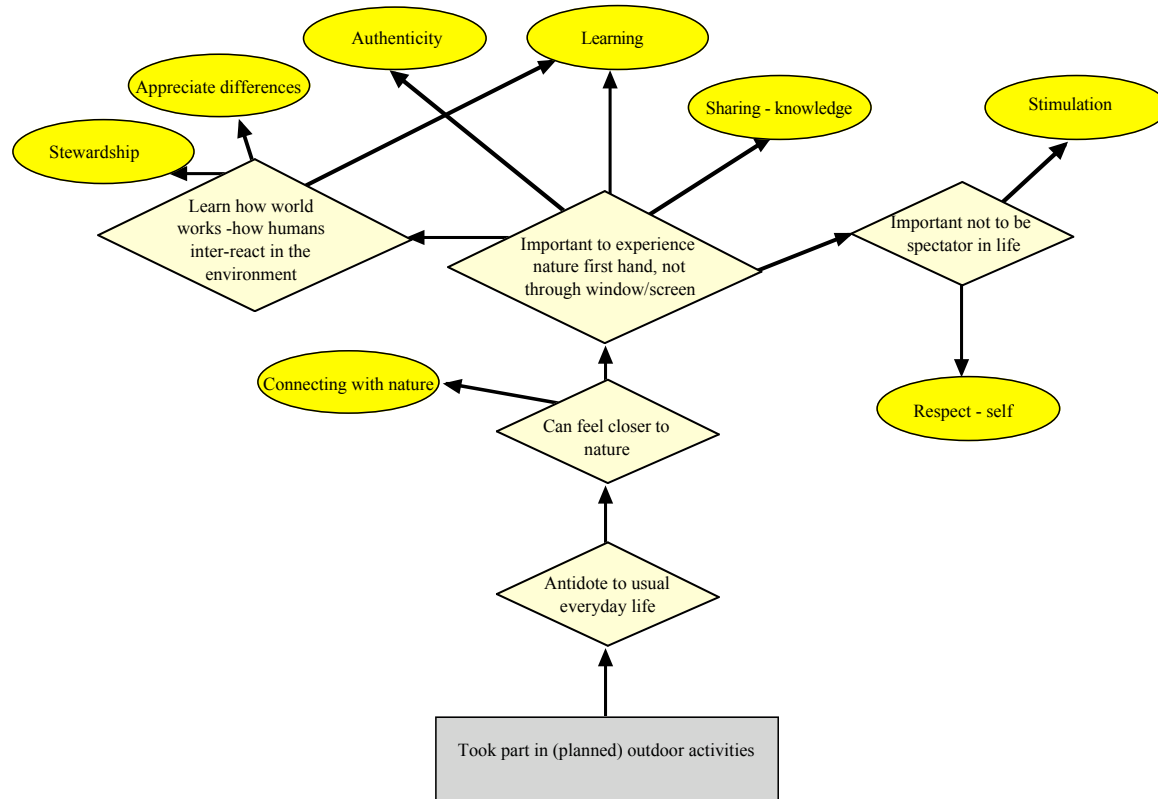 Authenticity
Learning
Appreciate differences
Sharing - knowledge
Stimulation
Stewardship
Learn how world
works -how humans
inter-react in the
environment
Important to experience
nature first hand, not
through window/screen
Important not to be
spectator in life
Connecting with nature
Respect - self
Can feel closer to
nature
Antidote to usual
everyday life
Took part in (planned) outdoor activities